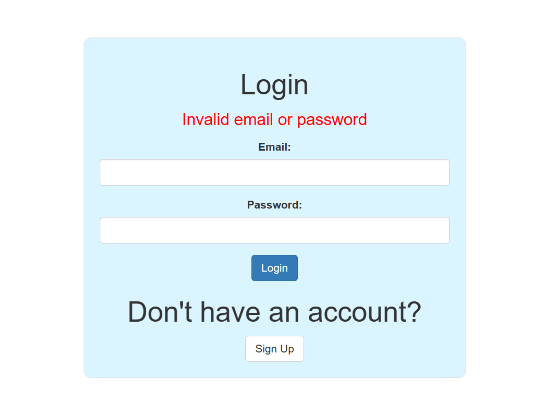 Login
Invalid email or password
Email:
Password:
Login
Don't have an account?
Sign Up